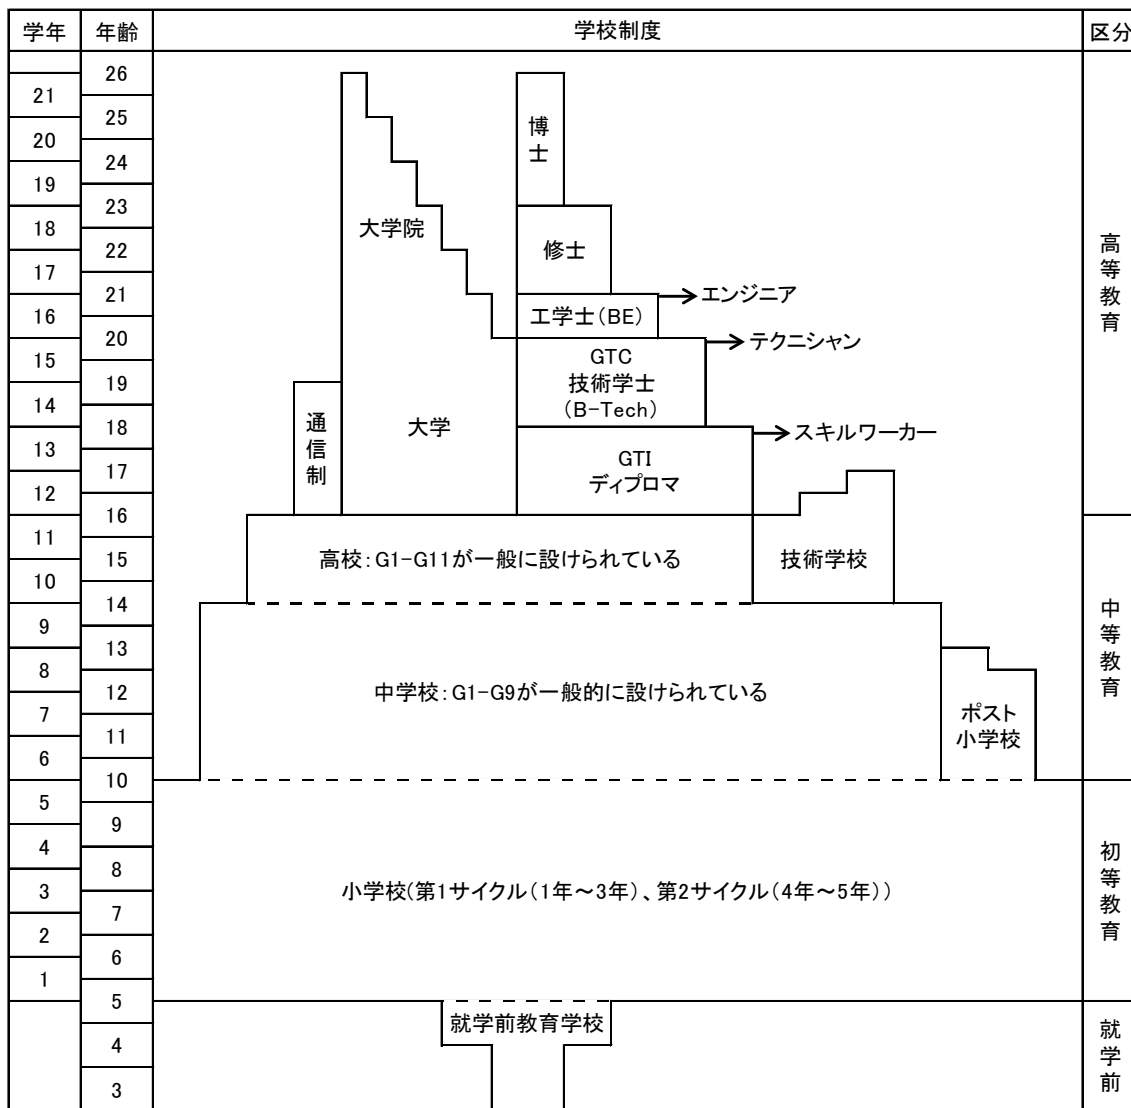 学年 年齢 学校制度 区分
26
21
25
20
博士
24
19
23
18
大学院
22
修士
高等教育
17
21
エンジニア
16
工学士(BE)
20
テクニシャン
15
GTC
技術学士
(B-Tech)
19
14
通信制
大学
18
スキルワーカー
13
GTI
ディプロマ
17
12
16
11
高校:G1-G11が一般に設けられている
技術学校
15
10
14
9
中等教育
13
8
中学校:G1-G9が一般的に設けられている
12
7
ポスト
小学校
11
6
10
5
9
4
初等教育
8
3
小学校(第1サイクル(1年~3年)、第2サイクル(4年~5年))
7
2
6
1
5
就学前教育学校
就学前
4
3